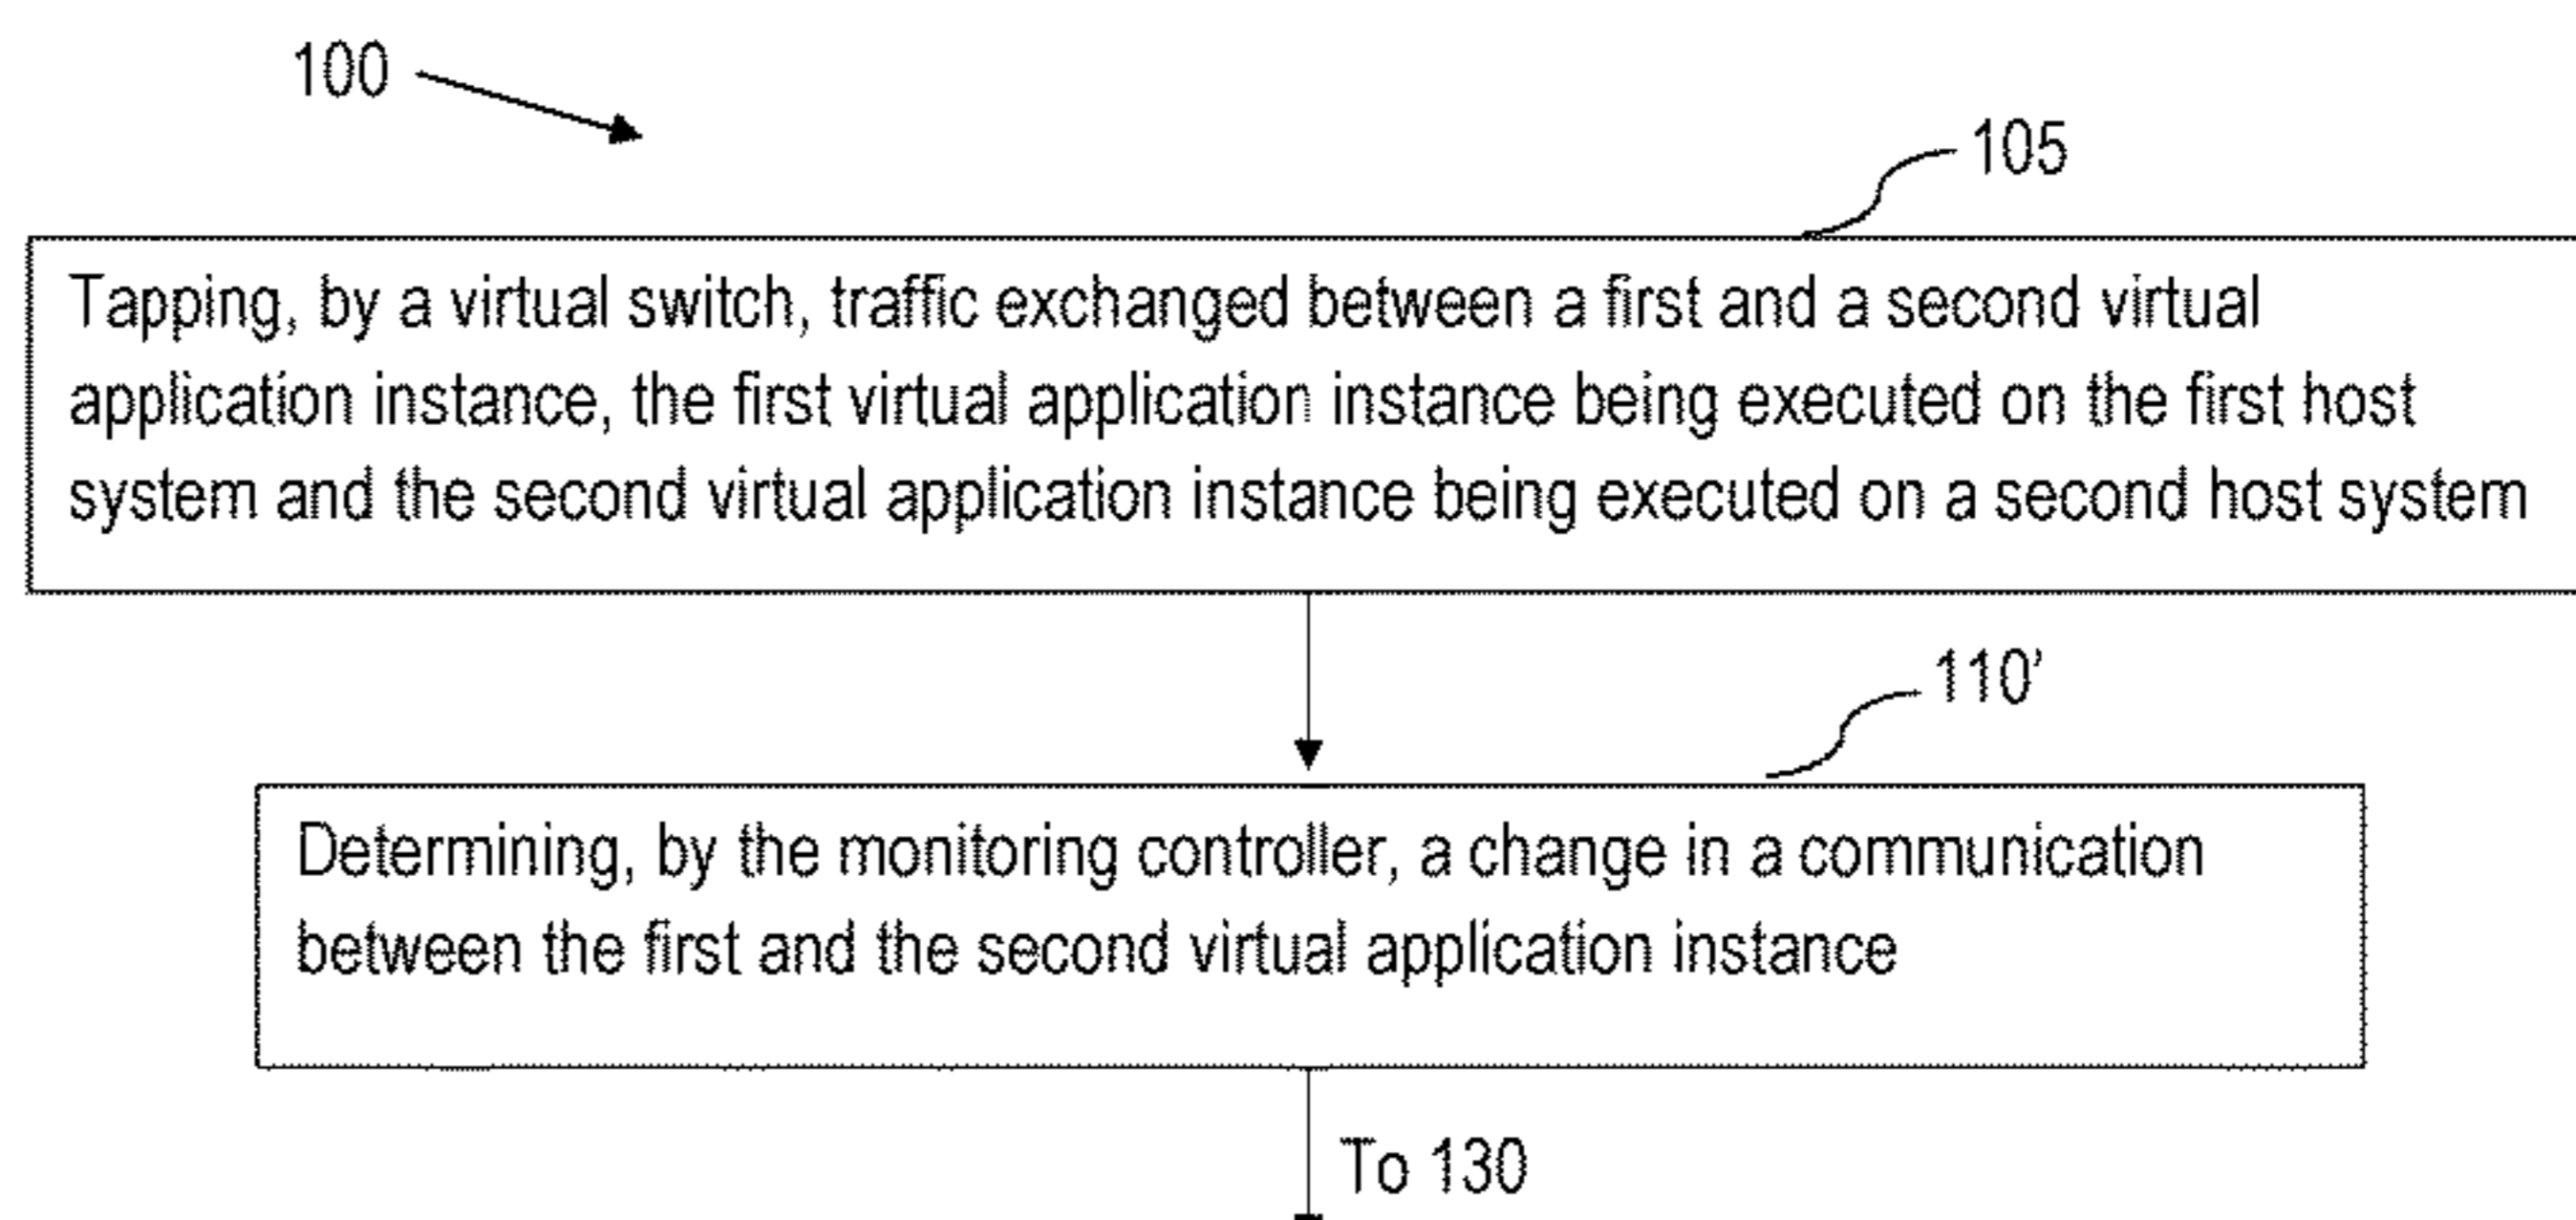 100
105
Tapping, by a virtual switch, traffic exchanged between a first and a second virtual
application instance, the first virtual application instance being executed on the first host
system and the second virtual application instance being executed on a second host system
110'
Determining, by the monitoring controller, a change in a communication
between the first and the second virtual application instance
To 130